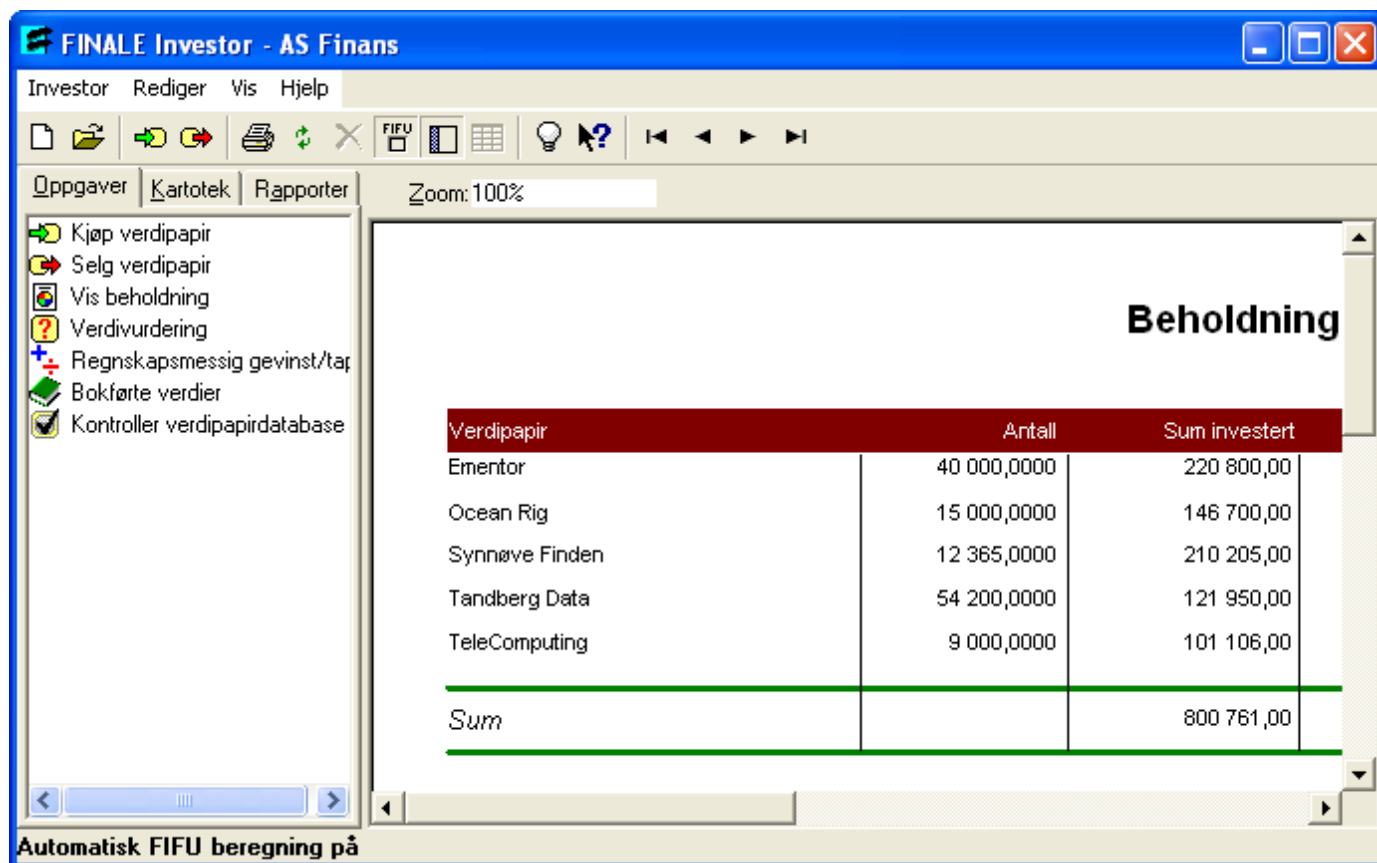 FINALE Investor - AS Finans
Investor Rediger Vis Hjelp
FIFU
Oppgaver Kartotek Rapporter Zoom: 100%
Kjøp verdipapir
Selg verdipapir
Vis beholdning
Verdivurdering
Regnskapsmessig gevinst/tap
Bokførte verdier
Kontroller verdipapirdatabase
Beholdning
Verdipapir Antall Sum investert
Ementor 40 000,0000 220 800,00
Ocean Rig 15 000,0000 146 700,00
Synnøve Finden 12 365,0000 210 205,00
Tandberg Data 54 200,0000 121 950,00
TeleComputing 9 000,0000 101 106,00
Sum 800 761,00
Automatisk FIFU beregning på